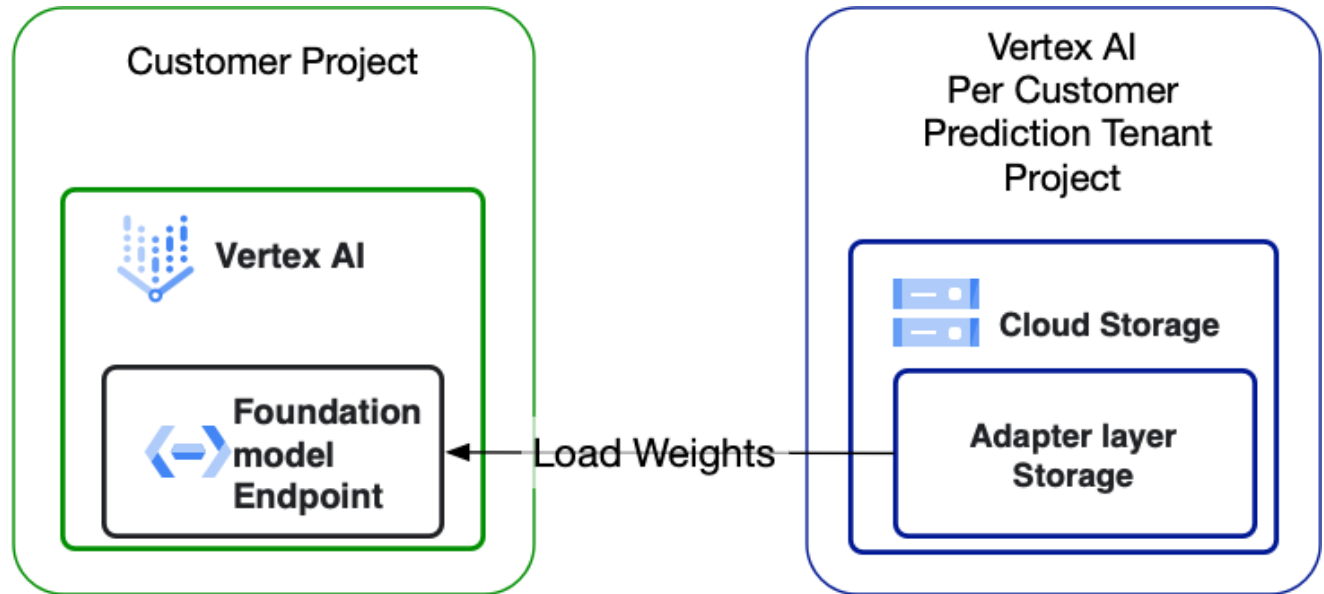 Customer Project
Vertex AI
Foundation
model
Endpoint
Load Weights
Vertex AI
Per Customer
Prediction Tenant
Project
Cloud Storage
Adapter layer
Storage